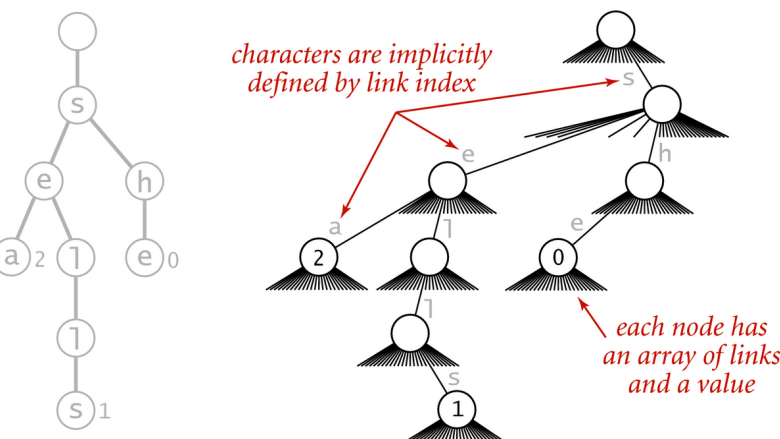 characters are implicitly
defined by link index
s
s
e
h
e
h
a
l
a 2
l
e 0
e
2
0
l
l
each node has
an array of links
and a value
s
s 1
1